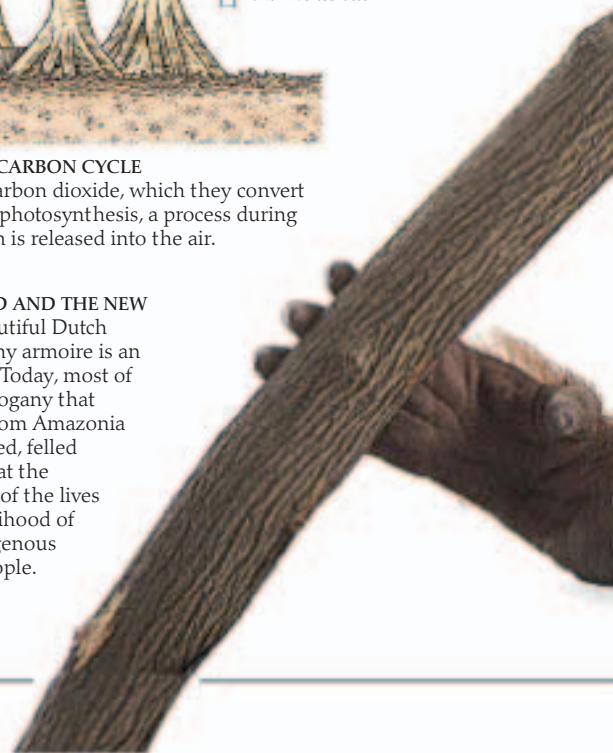 CARBON CYCLE
arbon dioxide, which they convert
photosynthesis, a process during
n is released into the air.
D AND THE NEW
utiful Dutch
ny armoire is an
Today, most of
ogany that
om Amazonia
ed, felled
at the
of the lives
lihood of
genous
ople.